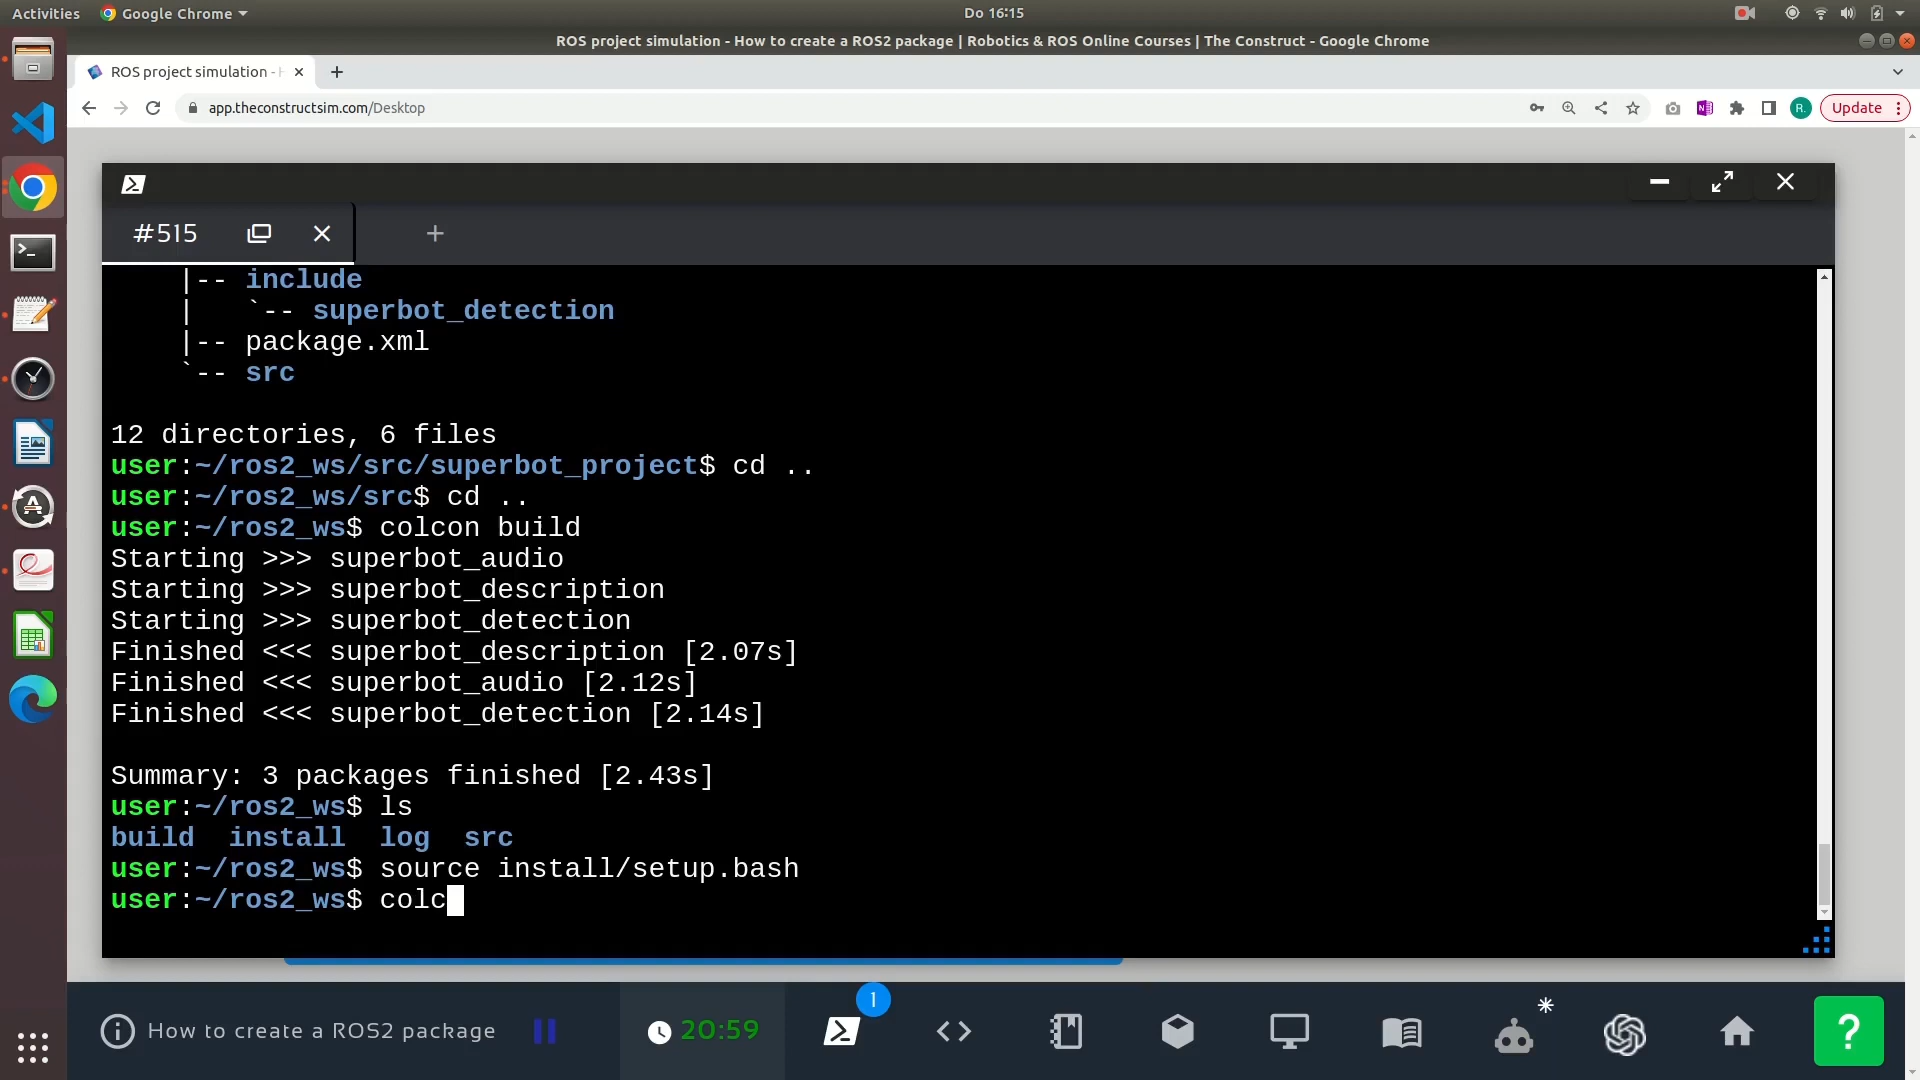 Activities Google Chrome Do 16:15
ROS project simulation - How to create a ROS2 package | Robotics & ROS Online Courses | The Construct - Google Chrome
ROS project simulation -
app.theconstructsim.com/Desktop R. Update
#515
|-- include
| `-- superbot_detection
|-- package.xml
`-- src
12 directories, 6 files
user:~/ros2_ws/src/superbot_project$ cd ..
user:~/ros2_ws/src$ cd ..
user:~/ros2_ws$ colcon build
Starting >>> superbot_audio
Starting >>> superbot_description
Starting >>> superbot_detection
Finished <<< superbot_description [2.07s]
Finished <<< superbot_audio [2.12s]
Finished <<< superbot_detection [2.14s]
Summary: 3 packages finished [2.43s]
user:~/ros2_ws$ ls
build install log src
user:~/ros2_ws$ source install/setup.bash
user:~/ros2_ws$ colc
1
How to create a ROS2 package 20:59 ?